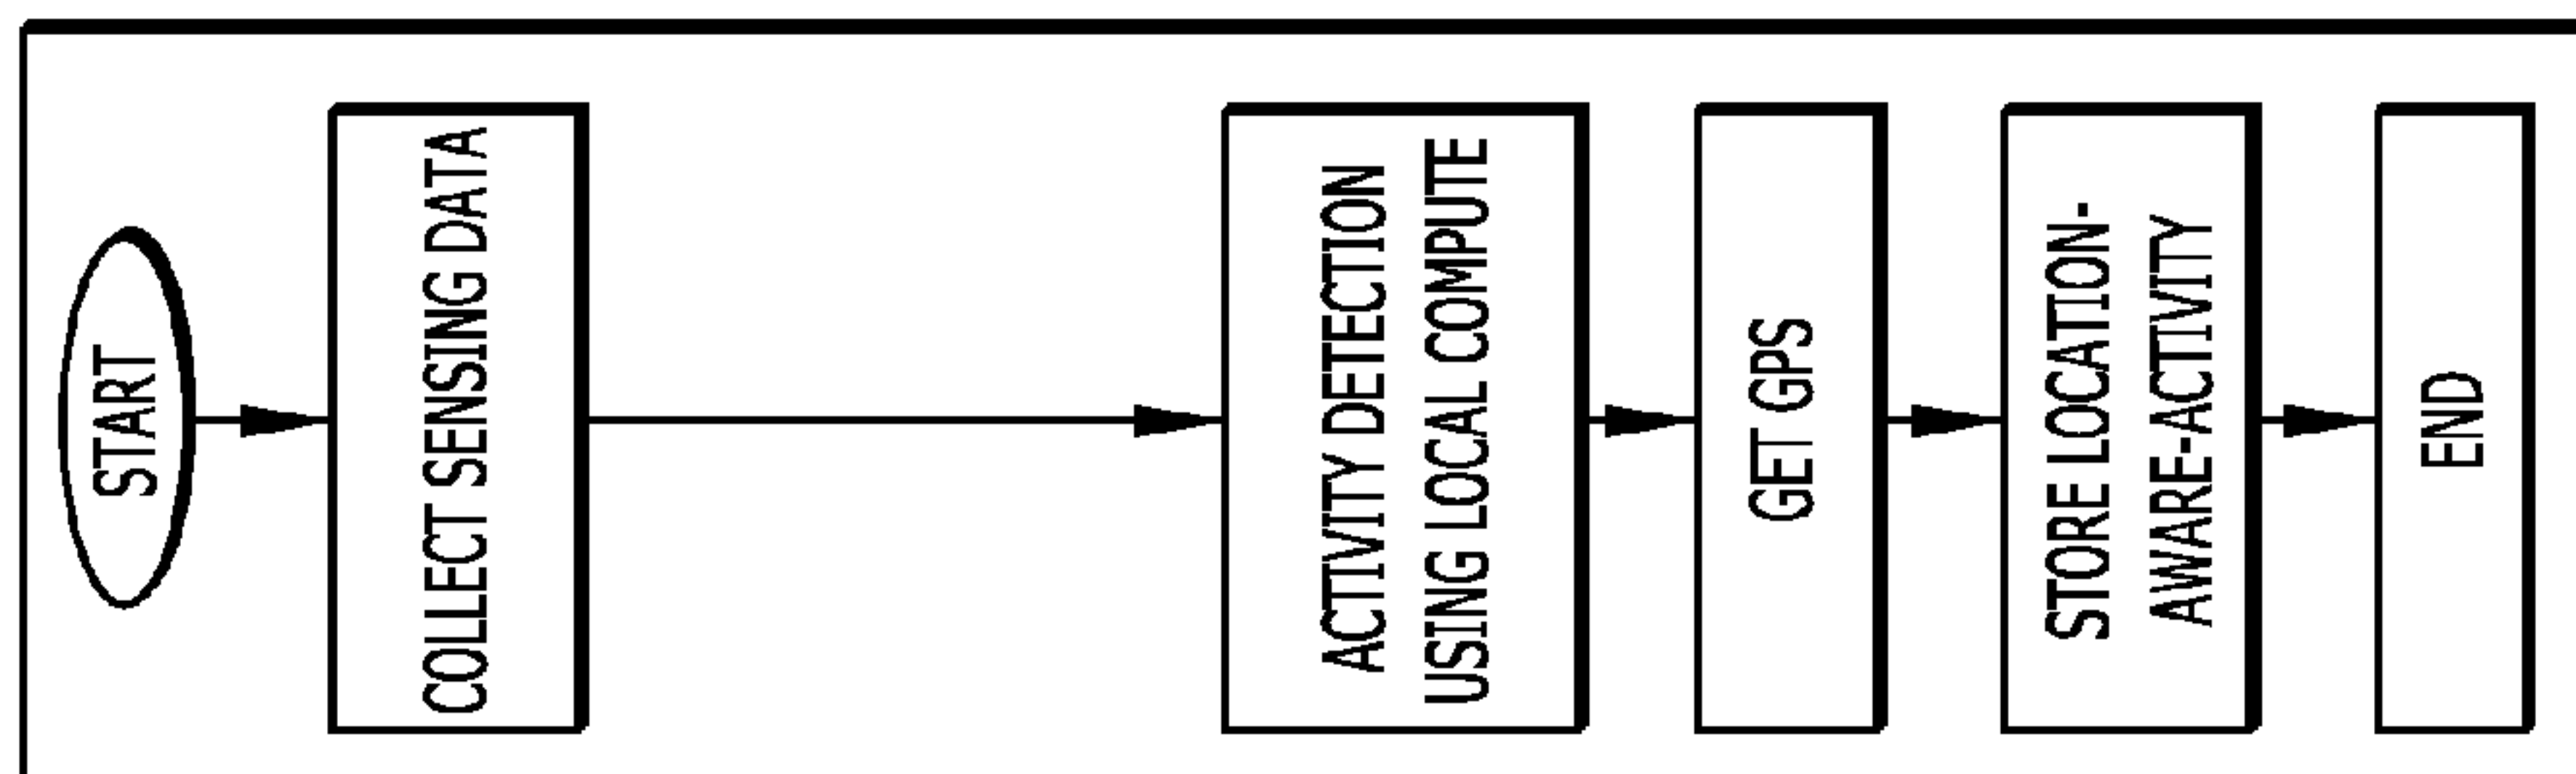 START
COLLECT SENSING DATA
ACTIVITY DETECTION
USING LOCAL COMPUTE
GET GPS
STORE LOCATION-
AWARE-ACTIVITY
END